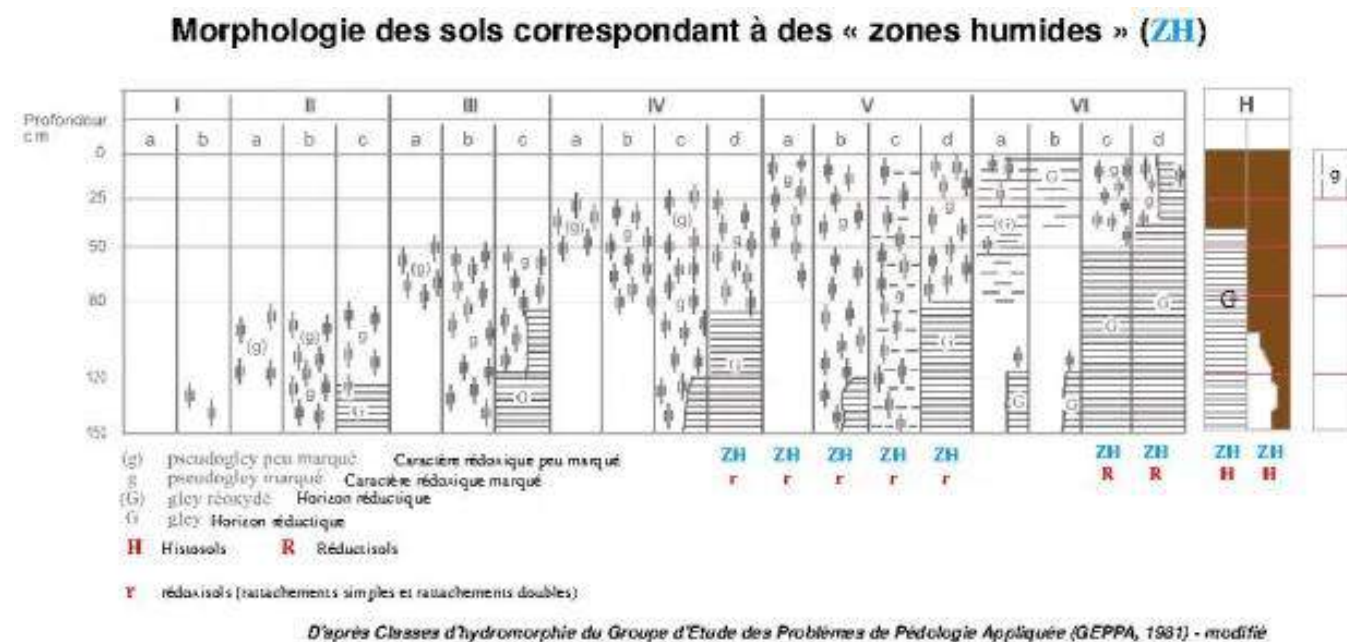 Morphologie des sols correspondant à des « zones humides » (ZH)
I II III IV V VI H
Profondeur
cm
a b a b c a b c a b c d a b c d a b c d
0
25
50
80
120
150
(g) (g) g g G (g) g g G (g) g (g) g g G g g g g G (G) G G G g G g G G g
ZH ZH ZH ZH ZH ZH ZH ZH ZH
r r r r r R R H H
(g) pseudogley peu marqué Caractère rédoxique peu marqué
g pseudogley marqué Caractère rédoxique marqué
(G) gley réoxydé Horizon réductique
G gley Horizon réductique
H Histosols R Réductisols
r rédoxisols (rattachements simples et rattachements doubles)
D'après Classes d'hydromorphie du Groupe d'Etude des Problèmes de Pédologie Appliquée (GEPPA, 1981) - modifié